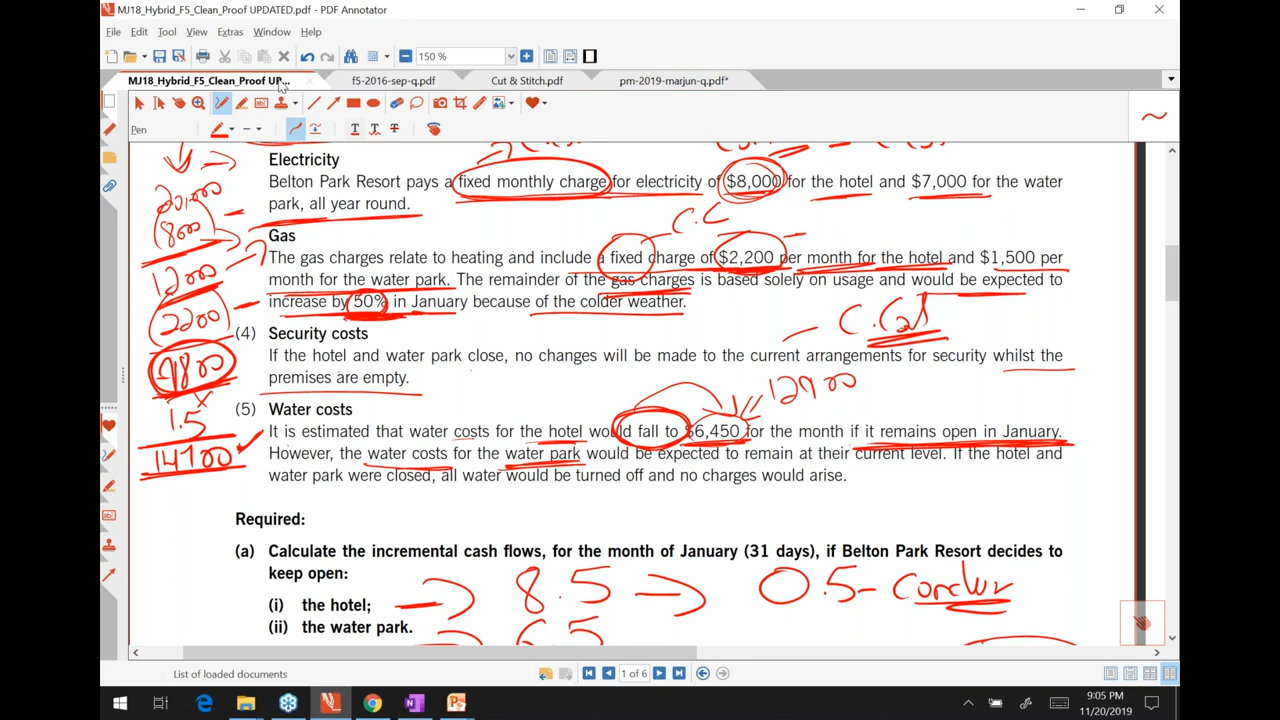 MJ18_Hybrid_F5_Clean_Proof UPDATED.pdf - PDF Annotator
File Edit Tool View Extras Window Help
150 %
MJ18_Hybrid_F5_Clean_Proof UP... f5-2016-sep-q.pdf Cut & Stitch.pdf pm-2019-marjun-q.pdf*
Pen
Electricity
Belton Park Resort pays a fixed monthly charge for electricity of $8,000 for the hotel and $7,000 for the water
park, all year round.
20,000
(800
C.C
Gas
The gas charges relate to heating and include a fixed charge of $2,200 per month for the hotel and $1,500 per
month for the water park. The remainder of the gas charges is based solely on usage and would be expected to
increase by 50% in January because of the colder weather.
1200
(2200)
9800
x
1.5
14700
C.Cost
(4) Security costs
If the hotel and water park close, no changes will be made to the current arrangements for security whilst the
premises are empty.
12900
(5) Water costs
It is estimated that water costs for the hotel would fall to $6,450 for the month if it remains open in January.
However, the water costs for the water park would be expected to remain at their current level. If the hotel and
water park were closed, all water would be turned off and no charges would arise.
Required:
(a) Calculate the incremental cash flows, for the month of January (31 days), if Belton Park Resort decides to
keep open:
(i) the hotel;
(ii) the water park.
8.5 0.5-
6.5
List of loaded documents
1 of 6
9:05 PM
11/20/2019